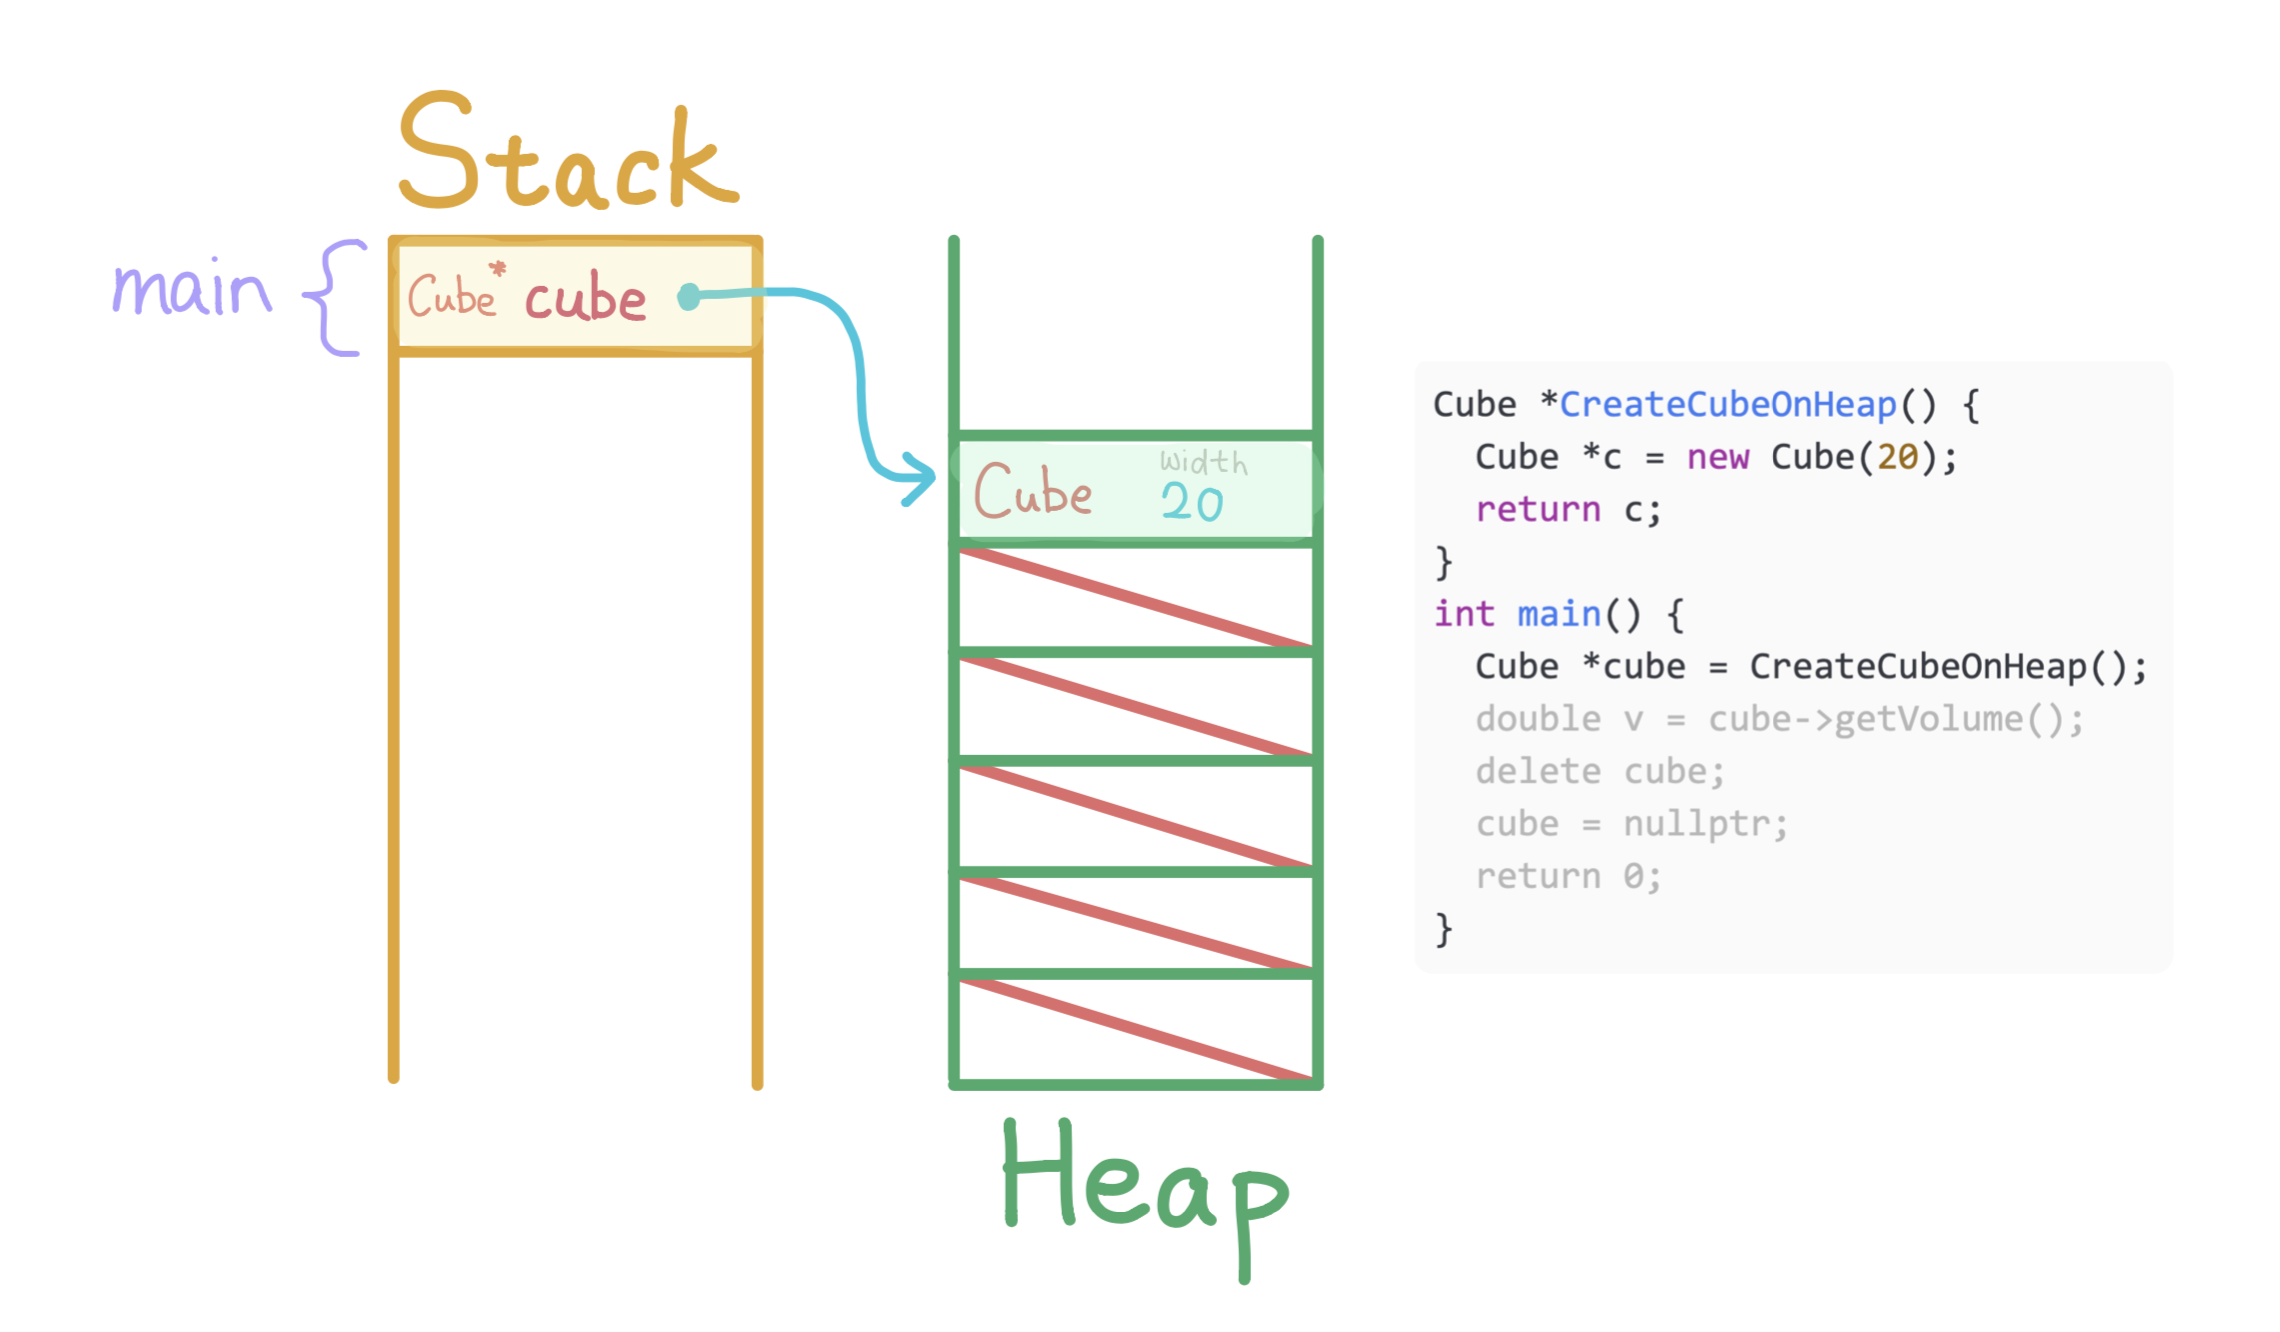 Stack
main { Cube* cube
Cube width 20
Heap
Cube *CreateCubeOnHeap() {
  Cube *c = new Cube(20);
  return c;
}
int main() {
  Cube *cube = CreateCubeOnHeap();
  double v = cube->getVolume();
  delete cube;
  cube = nullptr;
  return 0;
}